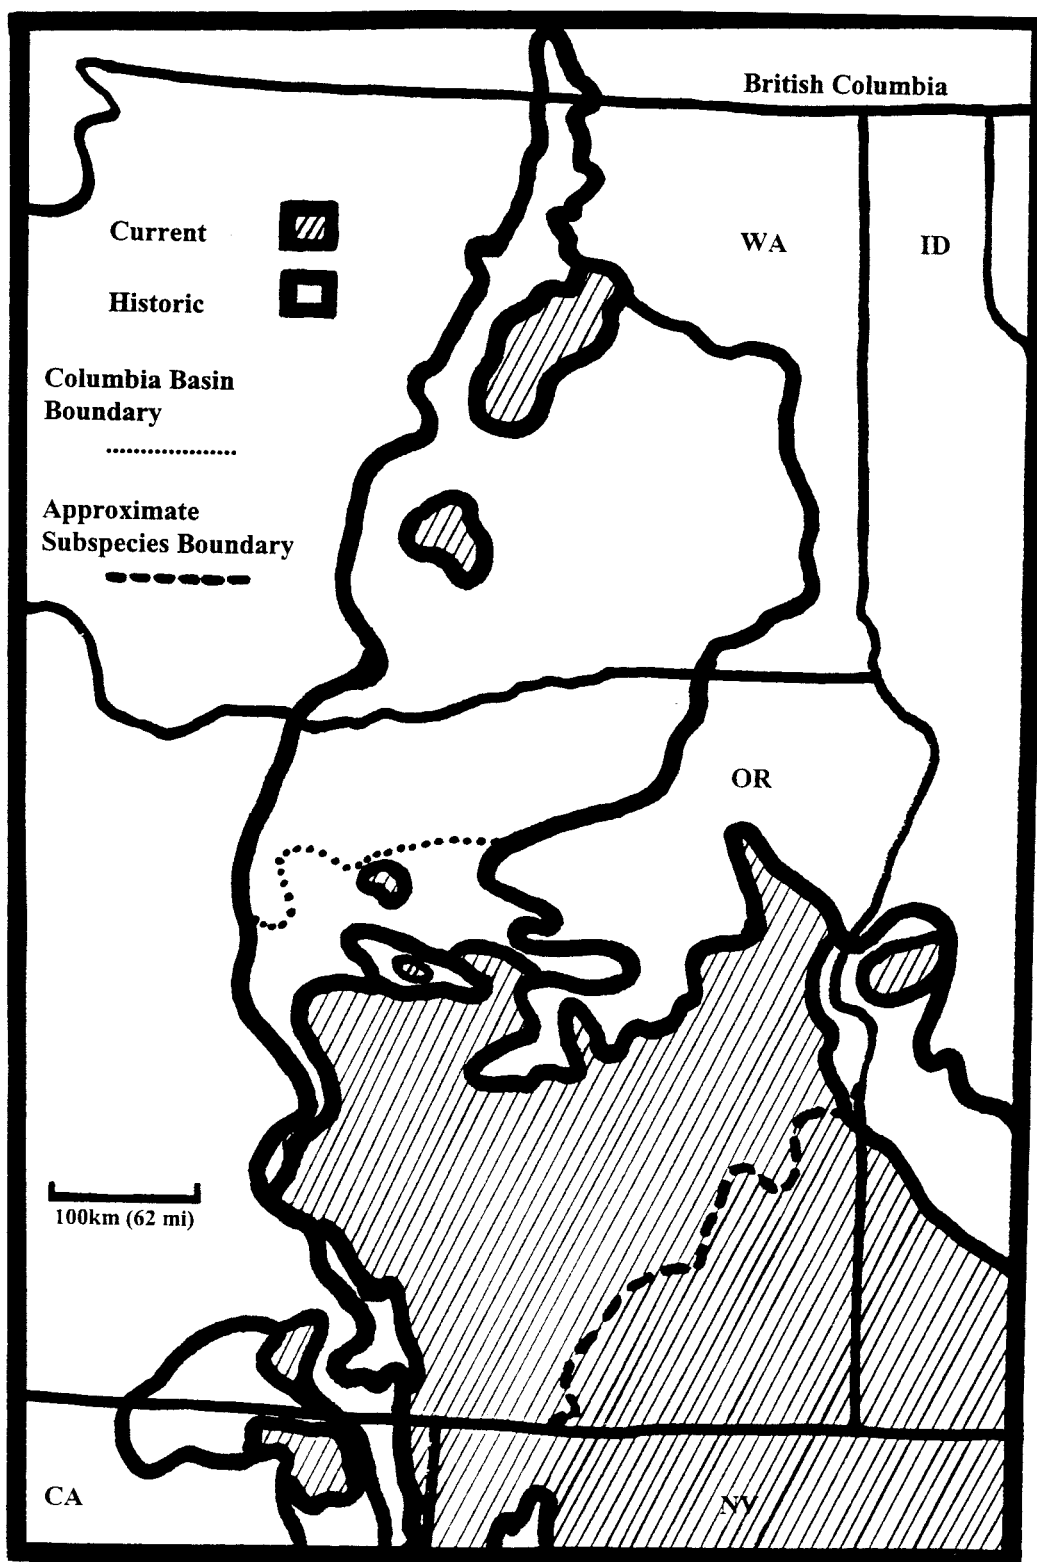 British Columbia
WA
ID
Current
Historic
Columbia Basin
Boundary
Approximate
Subspecies Boundary
OR
100km (62 mi)
CA
NV